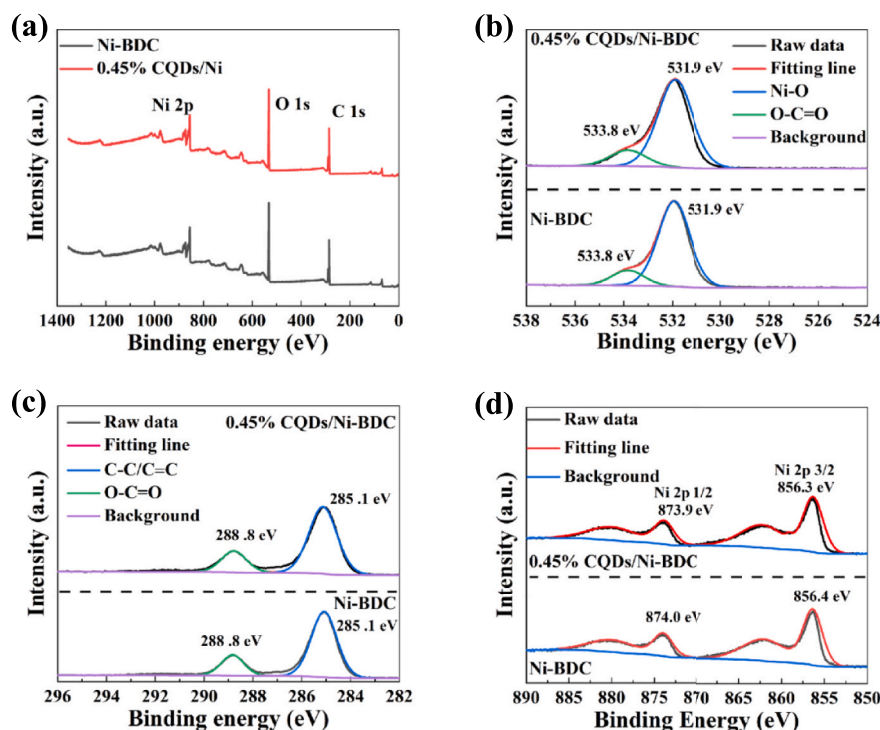 (a)
Ni-BDC
0.45% CQDs/Ni
Ni 2p
O 1s
C 1s
Intensity (a.u.)
1400 1200 1000 800 600 400 200 0
Binding energy (eV)
(b)
0.45% CQDs/Ni-BDC
531.9 eV
533.8 eV
Raw data
Fitting line
Ni-O
O-C=O
Background
Ni-BDC
531.9 eV
533.8 eV
Intensity (a.u.)
538 536 534 532 530 528 526 524
Binding energy (eV)
(c)
Raw data
Fitting line
C-C/C=C
O-C=O
Background
0.45% CQDs/Ni-BDC
285 .1 eV
288 .8 eV
Ni-BDC
285 .1 eV
288 .8 eV
Intensity (a.u.)
296 294 292 290 288 286 284 282
Binding energy (eV)
(d)
Raw data
Fitting line
Background
Ni 2p 3/2
856.3 eV
Ni 2p 1/2
873.9 eV
0.45% CQDs/Ni-BDC
856.4 eV
874.0 eV
Ni-BDC
Intensity (a.u.)
890 885 880 875 870 865 860 855 850
Binding Energy (eV)